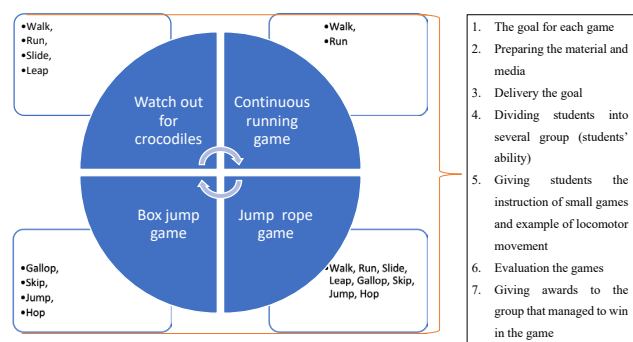 •Walk,
•Run,
•Slide,
•Leap
•Walk,
•Run
Watch out
for
crocodiles
Continuous
running
game
Box jump
game
Jump rope
game
•Gallop,
•Skip,
•Jump,
•Hop
•Walk, Run, Slide,
Leap, Gallop, Skip,
Jump, Hop
1. The goal for each game
2. Preparing the material and
media
3. Delivery the goal
4. Dividing students into
several group (students’
ability)
5. Giving students the
instruction of small games
and example of locomotor
movement
6. Evaluation the games
7. Giving awards to the
group that managed to win
in the game